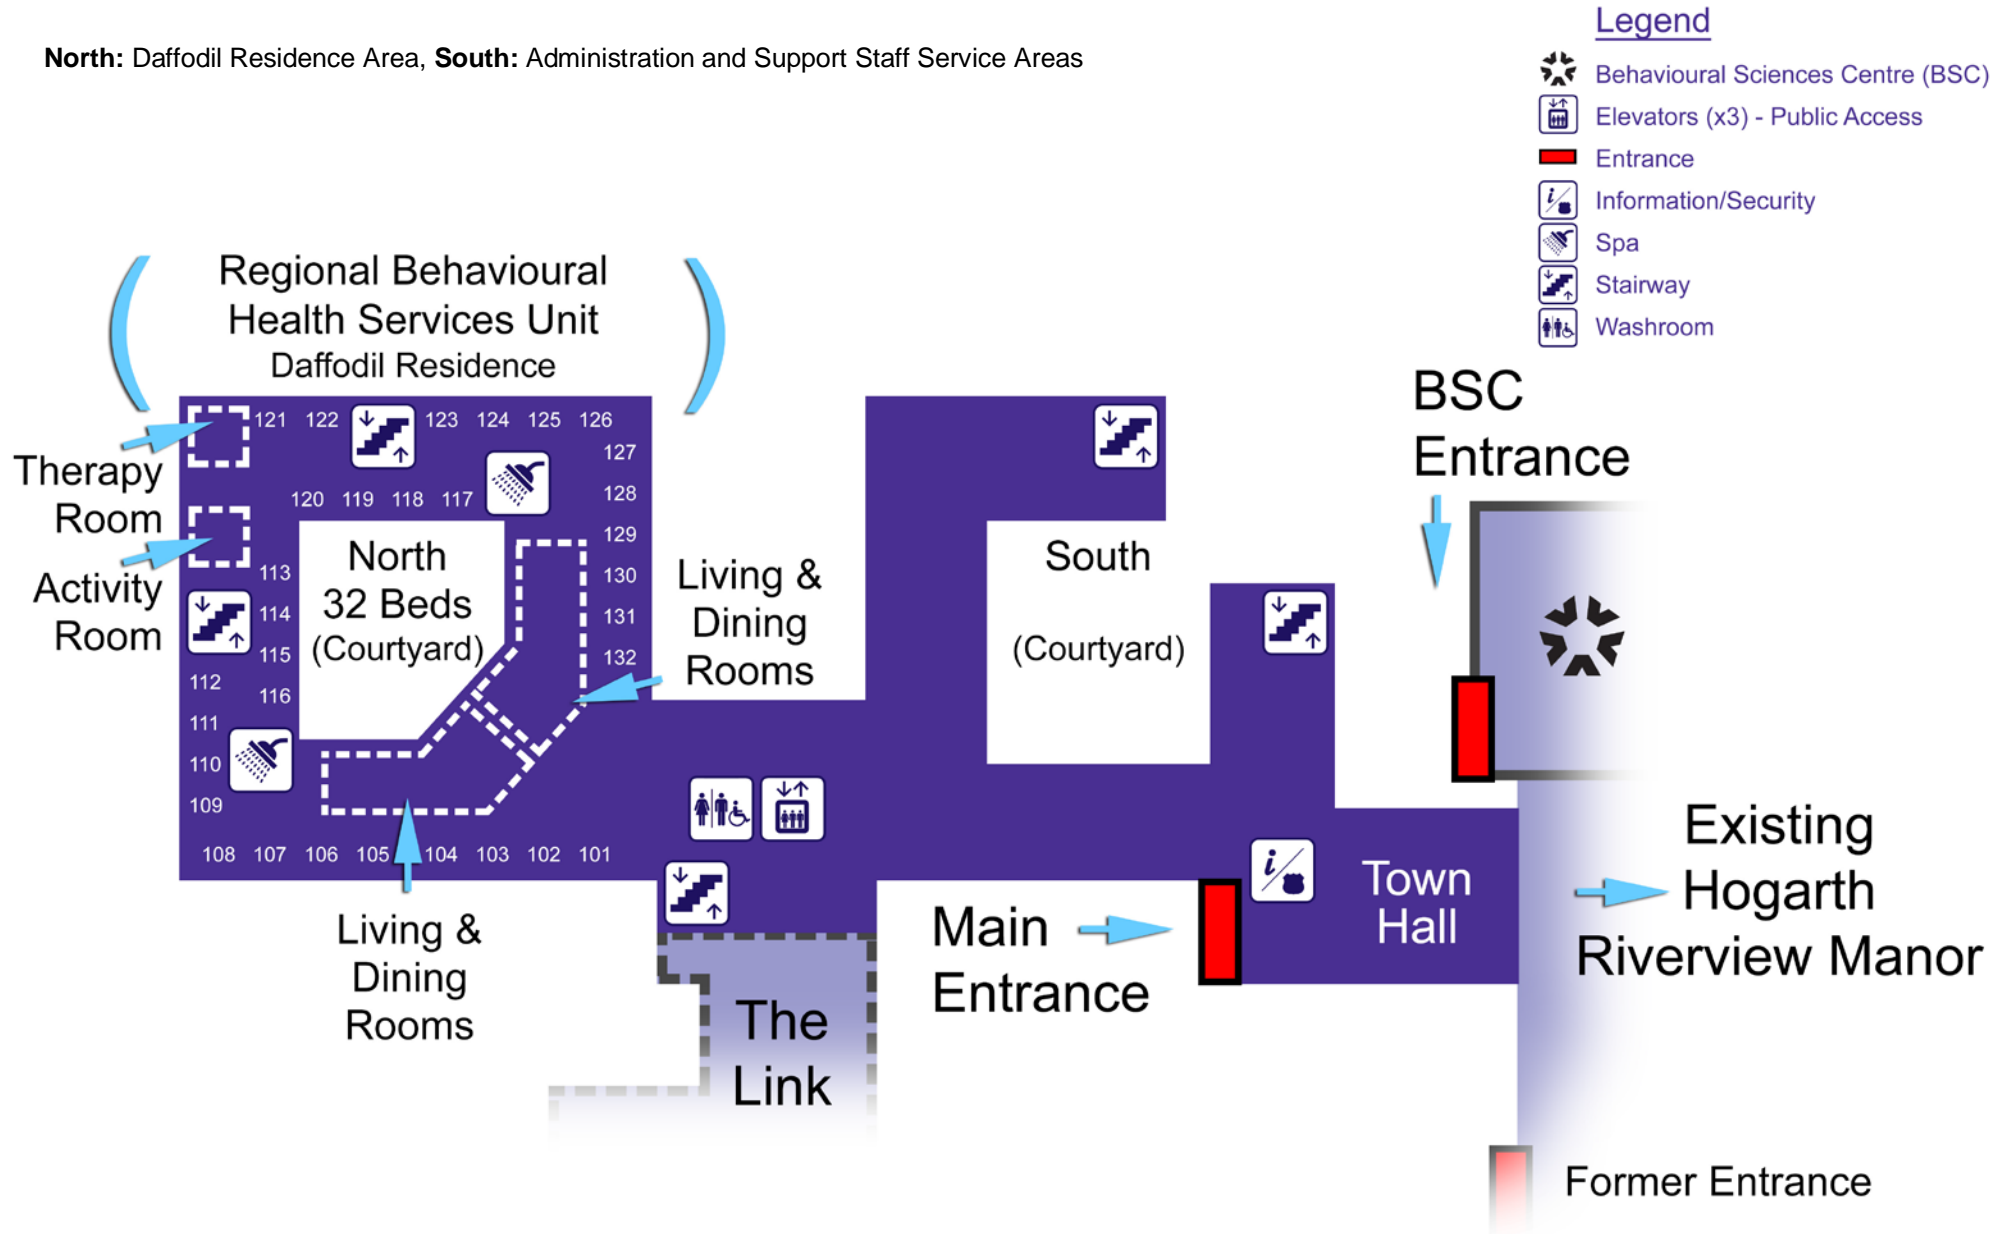 North: Daffodil Residence Area, South: Administration and Support Staff Service Areas
Legend
Behavioural Sciences Centre (BSC)
Elevators (x3) - Public Access
Entrance
Information/Security
Spa
Stairway
Washroom
Regional Behavioural
Health Services Unit
Daffodil Residence
BSC
Entrance
121 122 123 124 125 126
127
128
129
130
131
132
120 119 118 117
Therapy
Room
Activity
Room
113
114
115
116
112
111
110
109
108 107 106 105 104 103 102 101
North
32 Beds
(Courtyard)
Living &
Dining
Rooms
South
(Courtyard)
i
Town
Hall
Existing
Hogarth
Riverview Manor
Main
Entrance
Living &
Dining
Rooms
The
Link
Former Entrance